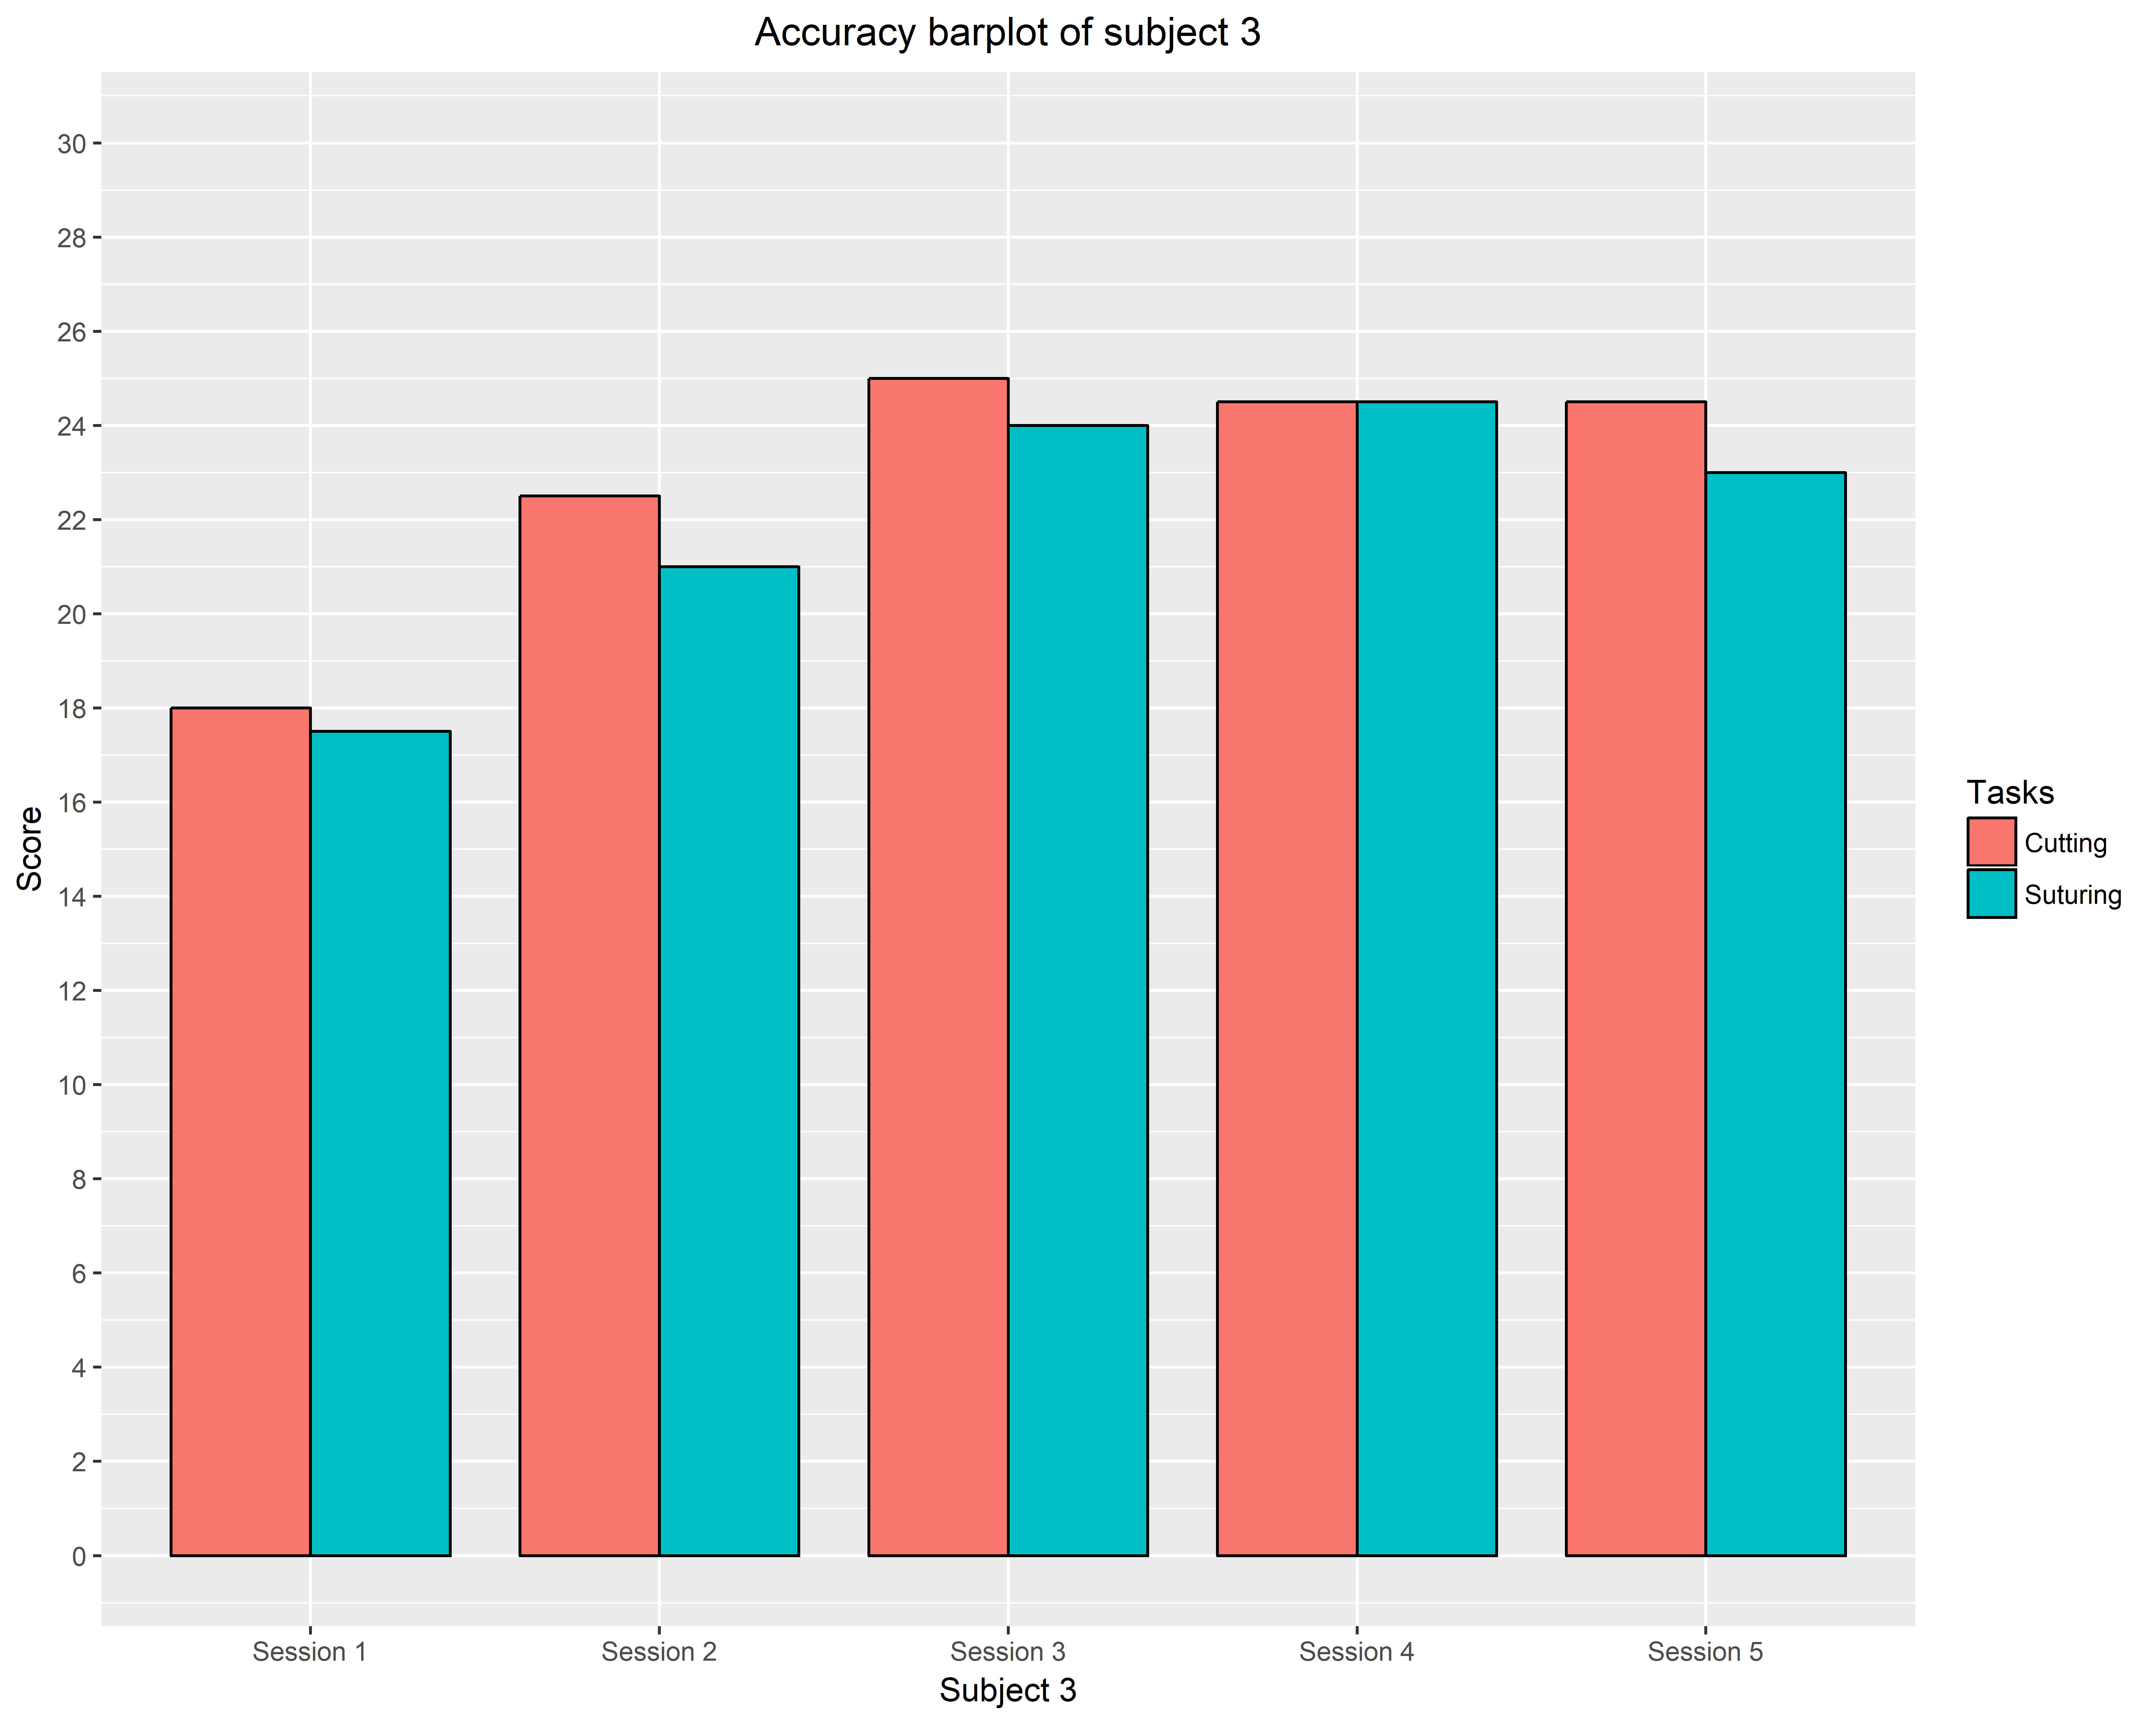 Accuracy barplot of subject 3
Score
30
28
26
24
22
20
18
16
14
12
10
8
6
4
2
0
Session 1
Session 2
Session 3
Session 4
Session 5
Subject 3
Tasks
Cutting
Suturing